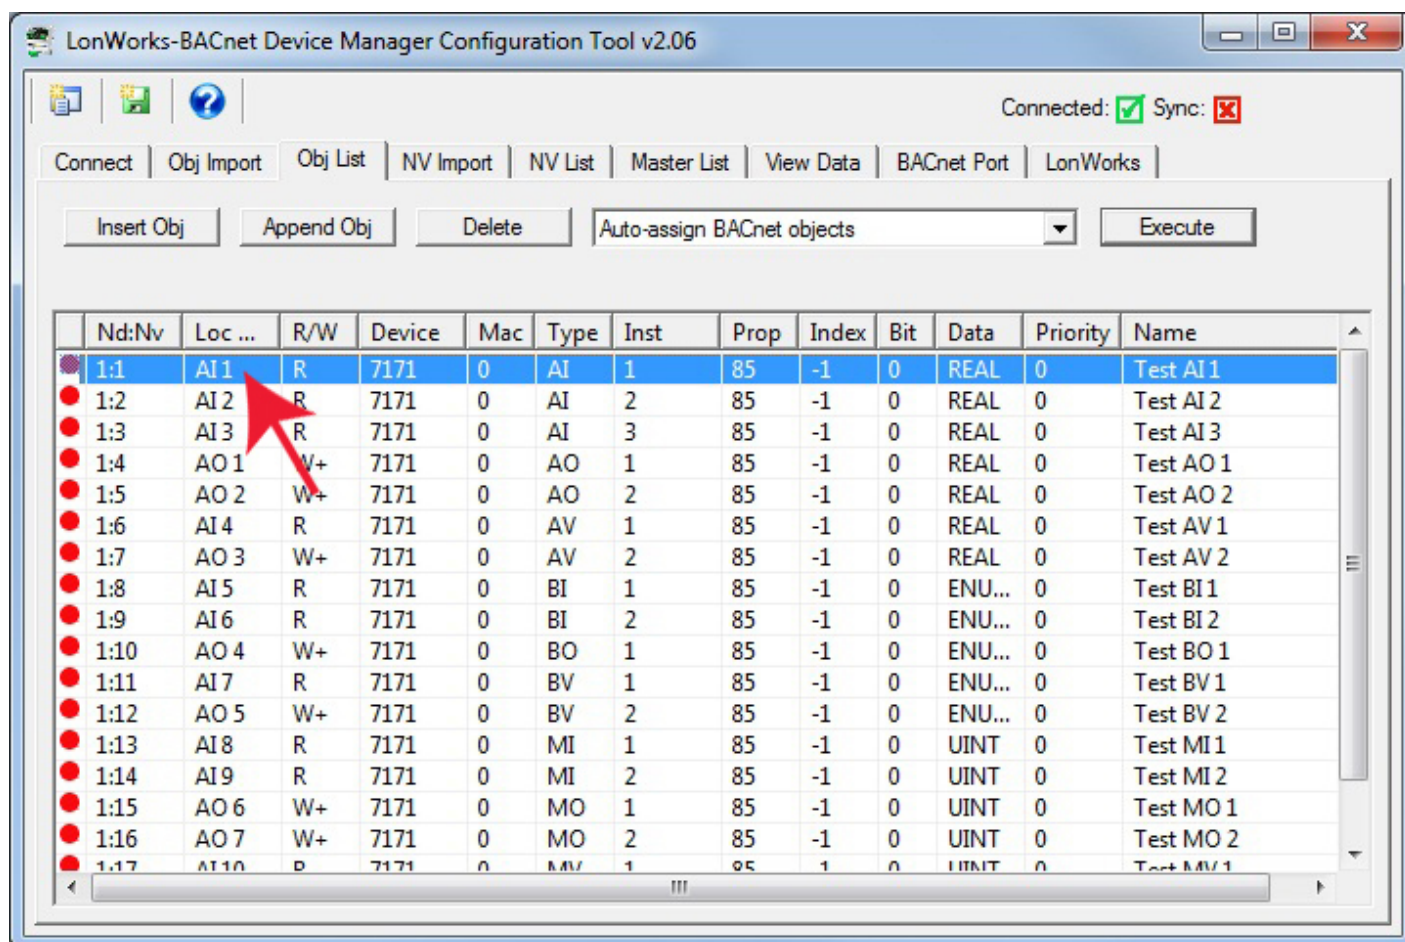 LonWorks-BACnet Device Manager Configuration Tool v2.06
Connected: Sync:
Connect Obj Import Obj List NV Import NV List Master List View Data BACnet Port LonWorks
Insert Obj Append Obj Delete Auto-assign BACnet objects Execute
Nd:Nv Loc ... R/W Device Mac Type Inst Prop Index Bit Data Priority Name
1:1 AI 1 R 7171 0 AI 1 85 -1 0 REAL 0 Test AI 1
1:2 AI 2 R 7171 0 AI 2 85 -1 0 REAL 0 Test AI 2
1:3 AI 3 R 7171 0 AI 3 85 -1 0 REAL 0 Test AI 3
1:4 AO 1 W+ 7171 0 AO 1 85 -1 0 REAL 0 Test AO 1
1:5 AO 2 W+ 7171 0 AO 2 85 -1 0 REAL 0 Test AO 2
1:6 AI 4 R 7171 0 AV 1 85 -1 0 REAL 0 Test AV 1
1:7 AO 3 W+ 7171 0 AV 2 85 -1 0 REAL 0 Test AV 2
1:8 AI 5 R 7171 0 BI 1 85 -1 0 ENU... 0 Test BI 1
1:9 AI 6 R 7171 0 BI 2 85 -1 0 ENU... 0 Test BI 2
1:10 AO 4 W+ 7171 0 BO 1 85 -1 0 ENU... 0 Test BO 1
1:11 AI 7 R 7171 0 BV 1 85 -1 0 ENU... 0 Test BV 1
1:12 AO 5 W+ 7171 0 BV 2 85 -1 0 ENU... 0 Test BV 2
1:13 AI 8 R 7171 0 MI 1 85 -1 0 UINT 0 Test MI 1
1:14 AI 9 R 7171 0 MI 2 85 -1 0 UINT 0 Test MI 2
1:15 AO 6 W+ 7171 0 MO 1 85 -1 0 UINT 0 Test MO 1
1:16 AO 7 W+ 7171 0 MO 2 85 -1 0 UINT 0 Test MO 2
1:17 AI 10 R 7171 0 MV 1 85 -1 0 UINT 0 Test MV 1